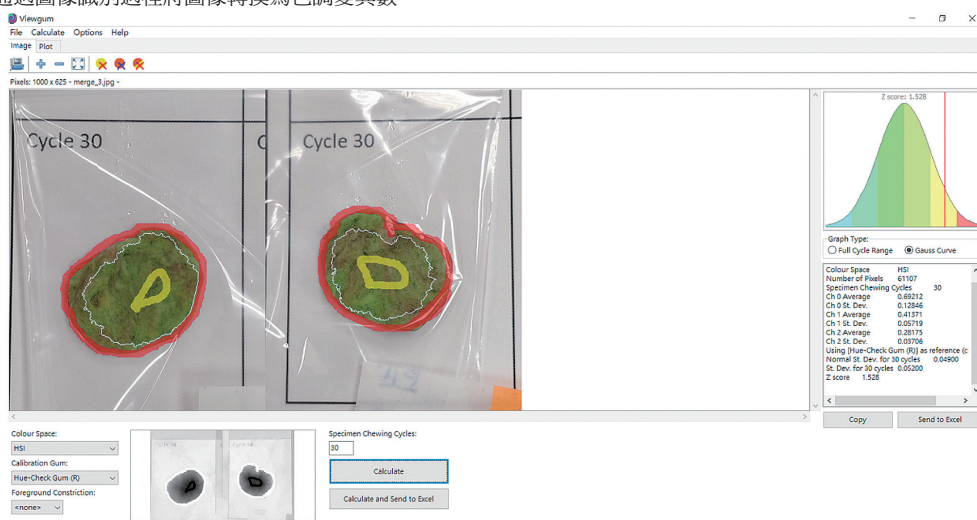 通過圖像識別過程將圖像轉換為色調變異數
Viewgum
File Calculate Options Help
Image Plot
Pixels: 1000 x 625 - merge_3.jpg -
Cycle 30
C
Cycle 30
Z score: 1.528
Graph Type:
Full Cycle Range Gauss Curve
Colour Space HSI
Number of Pixels 61107
Specimen Chewing Cycles 30
Ch 0 Average 0.69212
Ch 0 St. Dev. 0.12846
Ch 1 Average 0.41371
Ch 1 St. Dev. 0.05719
Ch 2 Average 0.28175
Ch 2 St. Dev. 0.03706
Using [Hue-Check Gum (R)] as reference (c
Normal St. Dev. for 30 cycles 0.04900
St. Dev. for 30 cycles 0.05200
Z score 1.528
Copy Send to Excel
Colour Space:
HSI
Calibration Gum:
Hue-Check Gum (R)
Foreground Constriction:
<none>
Specimen Chewing Cycles:
30
Calculate
Calculate and Send to Excel